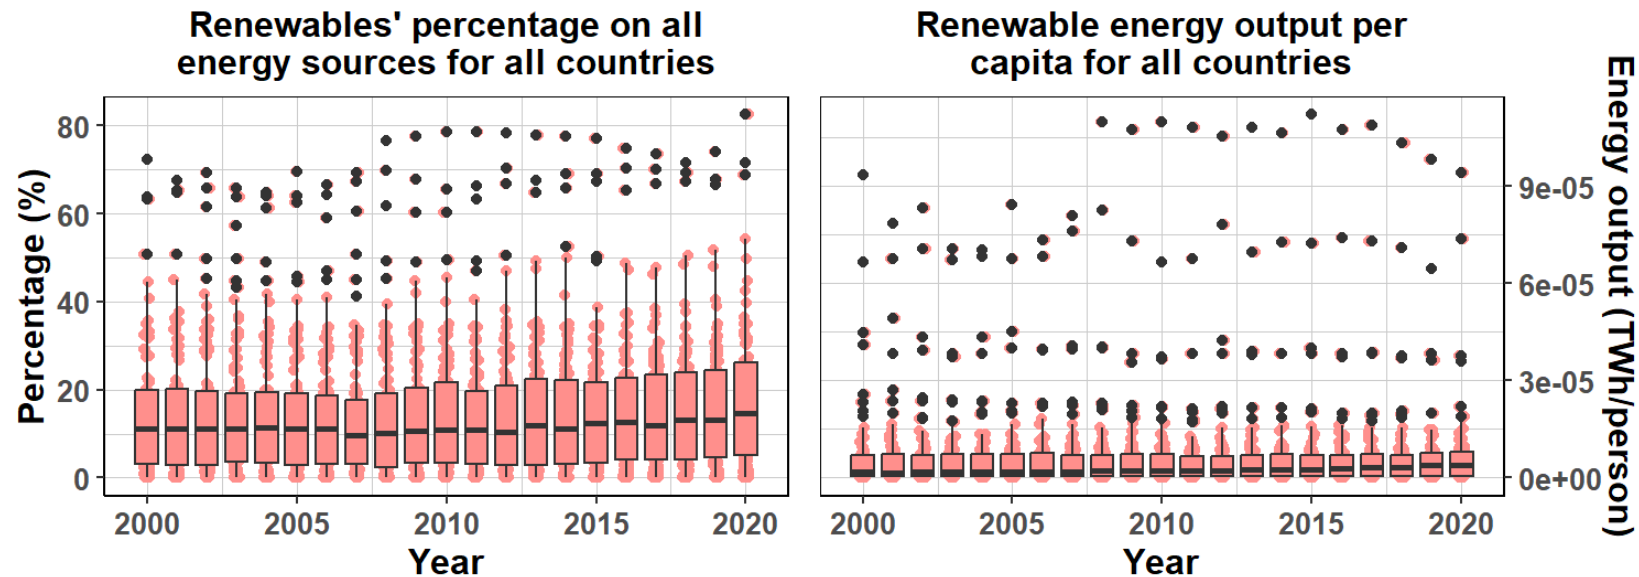 Renewables' percentage on all
energy sources for all countries
Renewable energy output per
capita for all countries
Percentage (%)
80
60
40
20
0
2000
2005
2010
2015
2020
Year
2000
2005
2010
2015
2020
Year
9e-05
6e-05
3e-05
0e+00
Energy output (TWh/person)